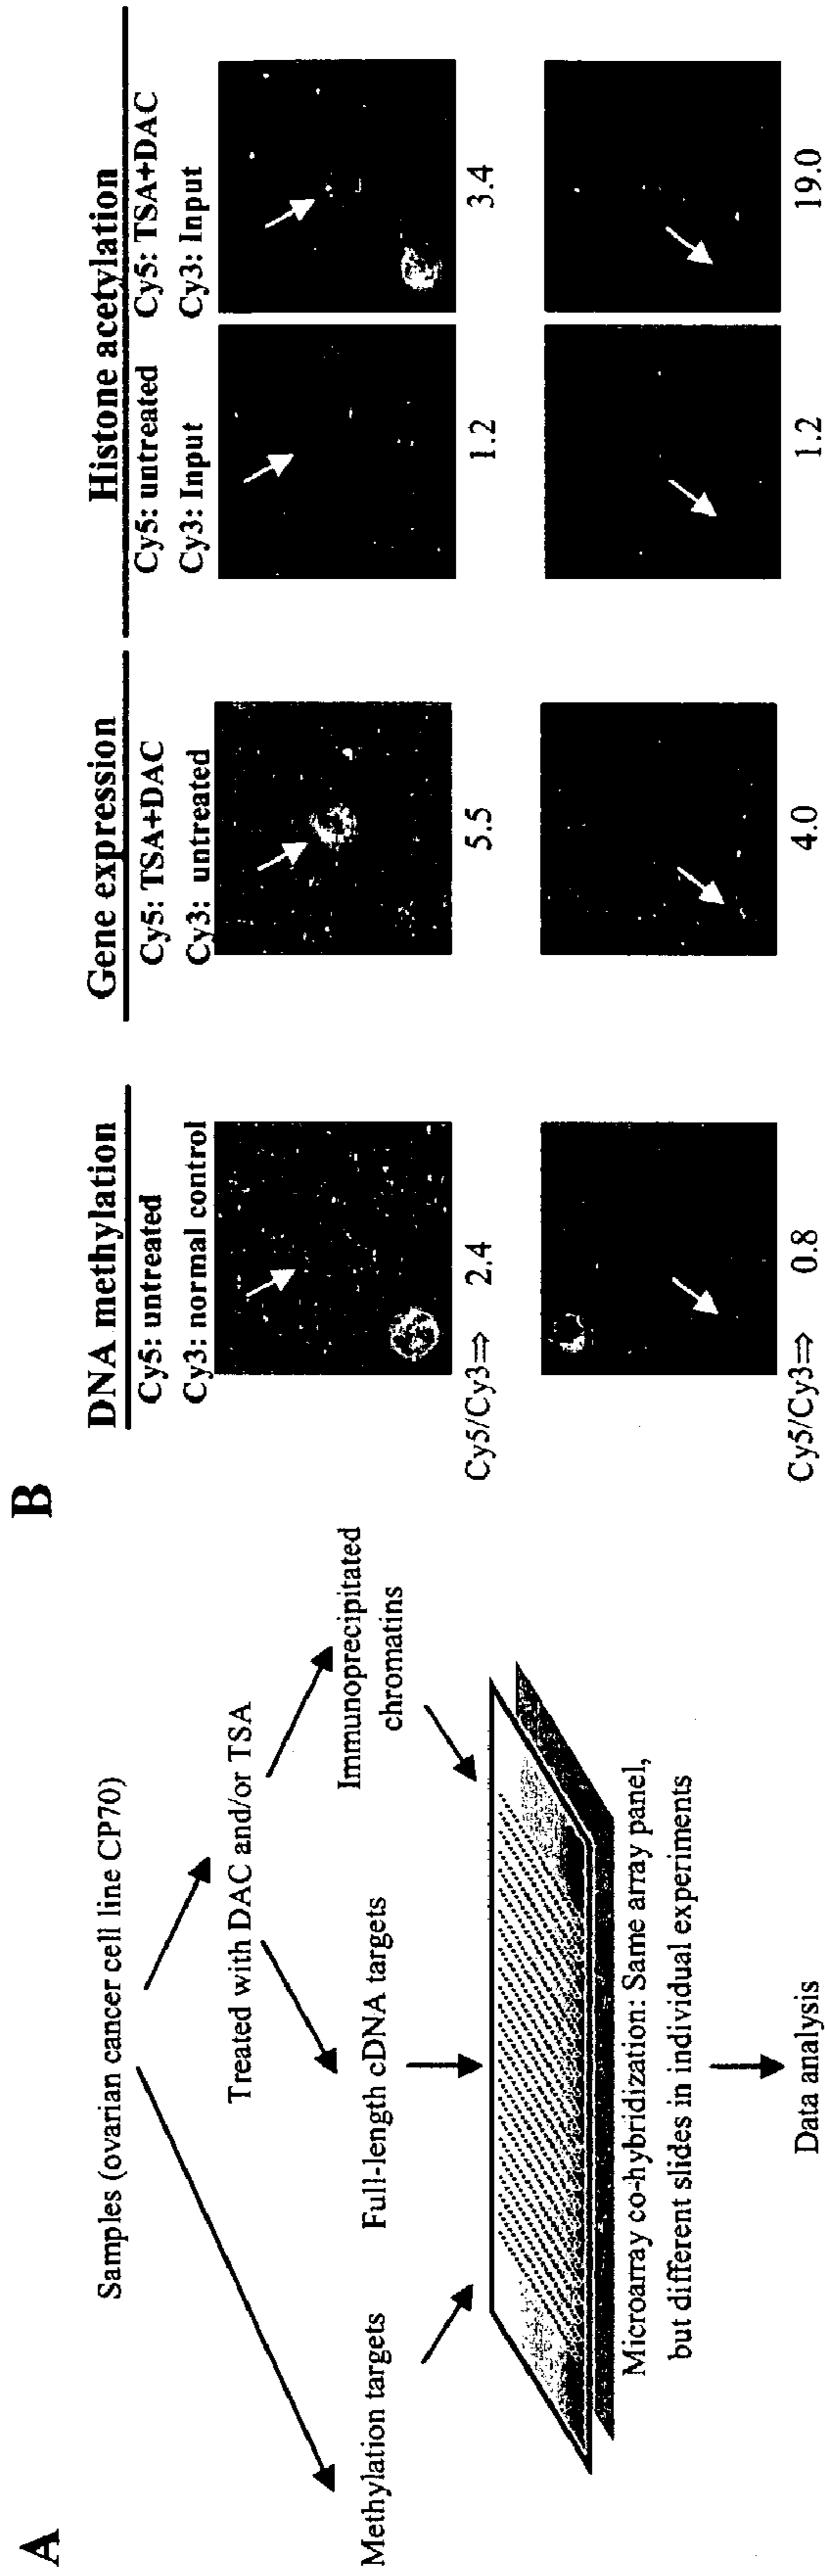 A
Samples (ovarian cancer cell line CP70)
Treated with DAC and/or TSA
Methylation targets
Full-length cDNA targets
Immunoprecipitated
chromatins
Microarray co-hybridization: Same array panel,
but different slides in individual experiments
Data analysis
B
DNA methylation
Cy5: untreated
Cy3: normal control
Gene expression
Cy5: TSA+DAC
Cy3: untreated
Histone acetylation
Cy5: untreated
Cy3: Input
Cy5: TSA+DAC
Cy3: Input
Cy5/Cy3⇒ 2.4
5.5
1.2
3.4
Cy5/Cy3⇒ 0.8
4.0
1.2
19.0